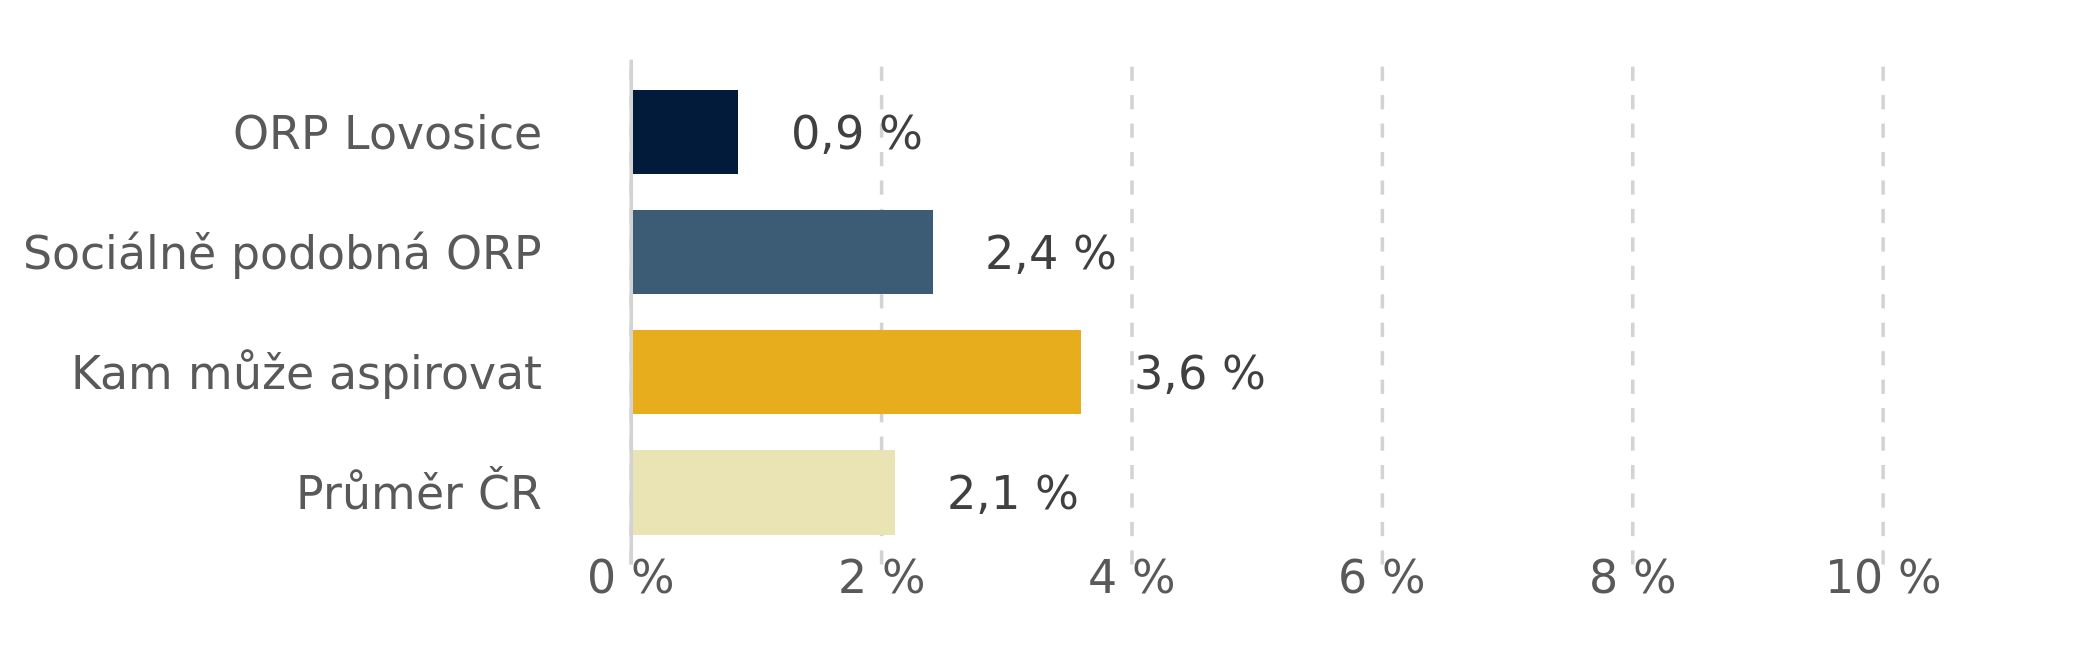 ORP Lovosice 0,9 %
Sociálně podobná ORP 2,4 %
Kam může aspirovat 3,6 %
Průměr ČR 2,1 %
0 % 2 % 4 % 6 % 8 % 10 %